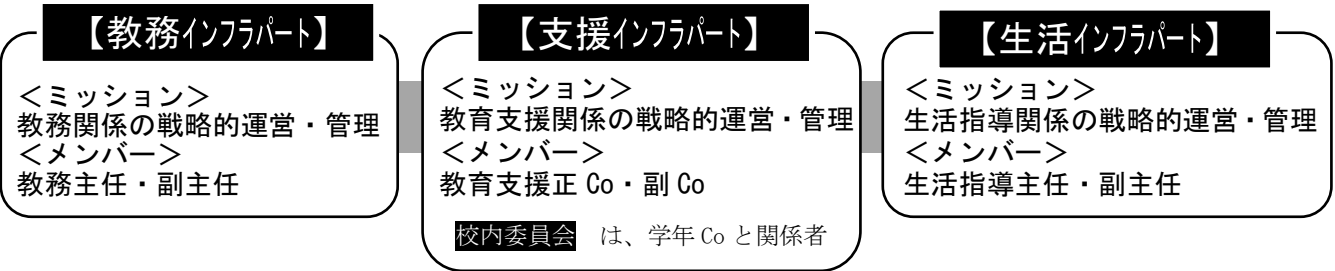 【教務インフラパート】
＜ミッション＞
教務関係の戦略的運営・管理
＜メンバー＞
教務主任・副主任
【支援インフラパート】
＜ミッション＞
教育支援関係の戦略的運営・管理
＜メンバー＞
教育支援正 Co・副 Co
校内委員会　は、学年 Co と関係者
【生活インフラパート】
＜ミッション＞
生活指導関係の戦略的運営・管理
＜メンバー＞
生活指導主任・副主任